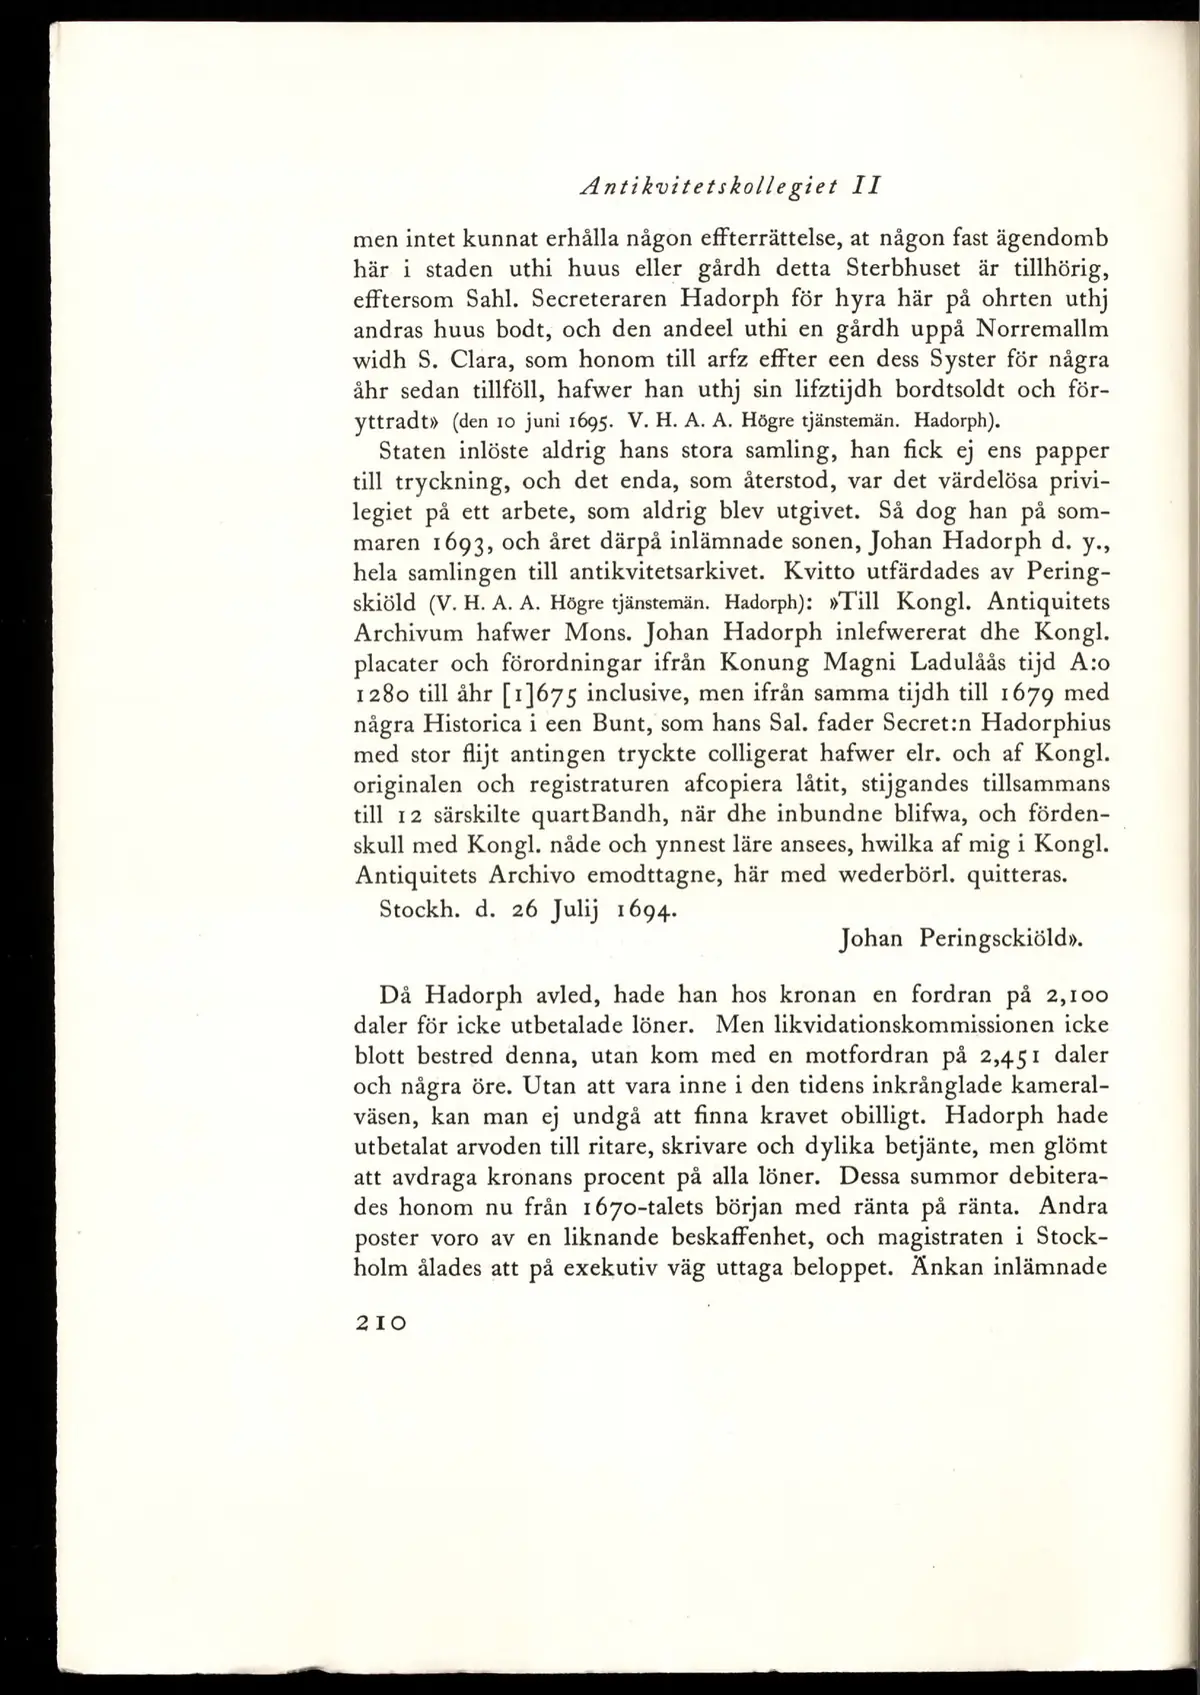 Antikvitetskollegiet II
men intet kunnat erhålla någon effterrättelse, at någon fast ägendomb
här i staden uthi huus eller gårdh detta Sterbhuset är tillhörig,
efftersom Sahl. Secreteraren Hadorph för hyra här på ohrten uthj
andras huus bodt, och den andeel uthi en gårdh uppå Norremallm
widh S. Clara, som honom till arfz effter een dess Syster för några
åhr sedan tillföll, hafwer han uthj sin lifztijdh bordtsoldt och för-
yttradt» (den 10 juni 1695. V. H. A. A. Högre tjänstemän. Hadorph).
Staten inlöste aldrig hans stora samling, han fick ej ens papper
till tryckning, och det enda, som återstod, var det värdelösa privi-
legiet på ett arbete, som aldrig blev utgivet. Så dog han på som-
maren 1693, och året därpå inlämnade sonen, Johan Hadorph d. y.,
hela samlingen till antikvitetsarkivet. Kvitto utfärdades av Pering-
skiöld (V. H. A. A. Högre tjänstemän. Hadorph): »Till Kongl. Antiquitets
Archivum hafwer Mons. Johan Hadorph inlefwererat dhe Kongl.
placater och förordningar ifrån Konung Magni Ladulåås tijd A:o
1280 till åhr [1]675 inclusive, men ifrån samma tijdh till 1679 med
några Historica i een Bunt, som hans Sal. fader Secret:n Hadorphius
med stor flijt antingen tryckte colligerat hafwer elr. och af Kongl.
originalen och registraturen afcopiera låtit, stijgandes tillsammans
till 12 särskilte quartBandh, när dhe inbundne blifwa, och förden-
skull med Kongl. nåde och ynnest läre ansees, hwilka af mig i Kongl.
Antiquitets Archivo emodttagne, här med wederbörl. quitteras.
Stockh. d. 26 Julij 1694.
Johan Peringsckiöld».
Då Hadorph avled, hade han hos kronan en fordran på 2,100
daler för icke utbetalade löner. Men likvidationskommissionen icke
blott bestred denna, utan kom med en motfordran på 2,451 daler
och några öre. Utan att vara inne i den tidens inkrånglade kameral-
väsen, kan man ej undgå att finna kravet obilligt. Hadorph hade
utbetalat arvoden till ritare, skrivare och dylika betjänte, men glömt
att avdraga kronans procent på alla löner. Dessa summor debitera-
des honom nu från 1670-talets början med ränta på ränta. Andra
poster voro av en liknande beskaffenhet, och magistraten i Stock-
holm ålades att på exekutiv väg uttaga beloppet. Änkan inlämnade
210